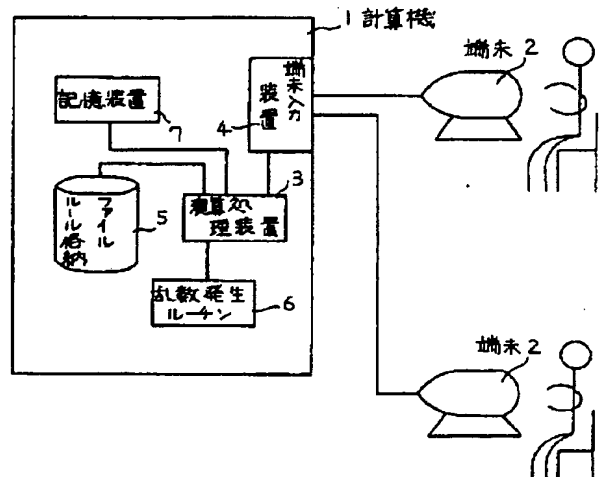 1 計算機
端末 2
端末入力
装置
4
記憶装置
7
3
演算処
理装置
ファイル
ルール格納
5
乱数発生
ルーチン
6
端末 2